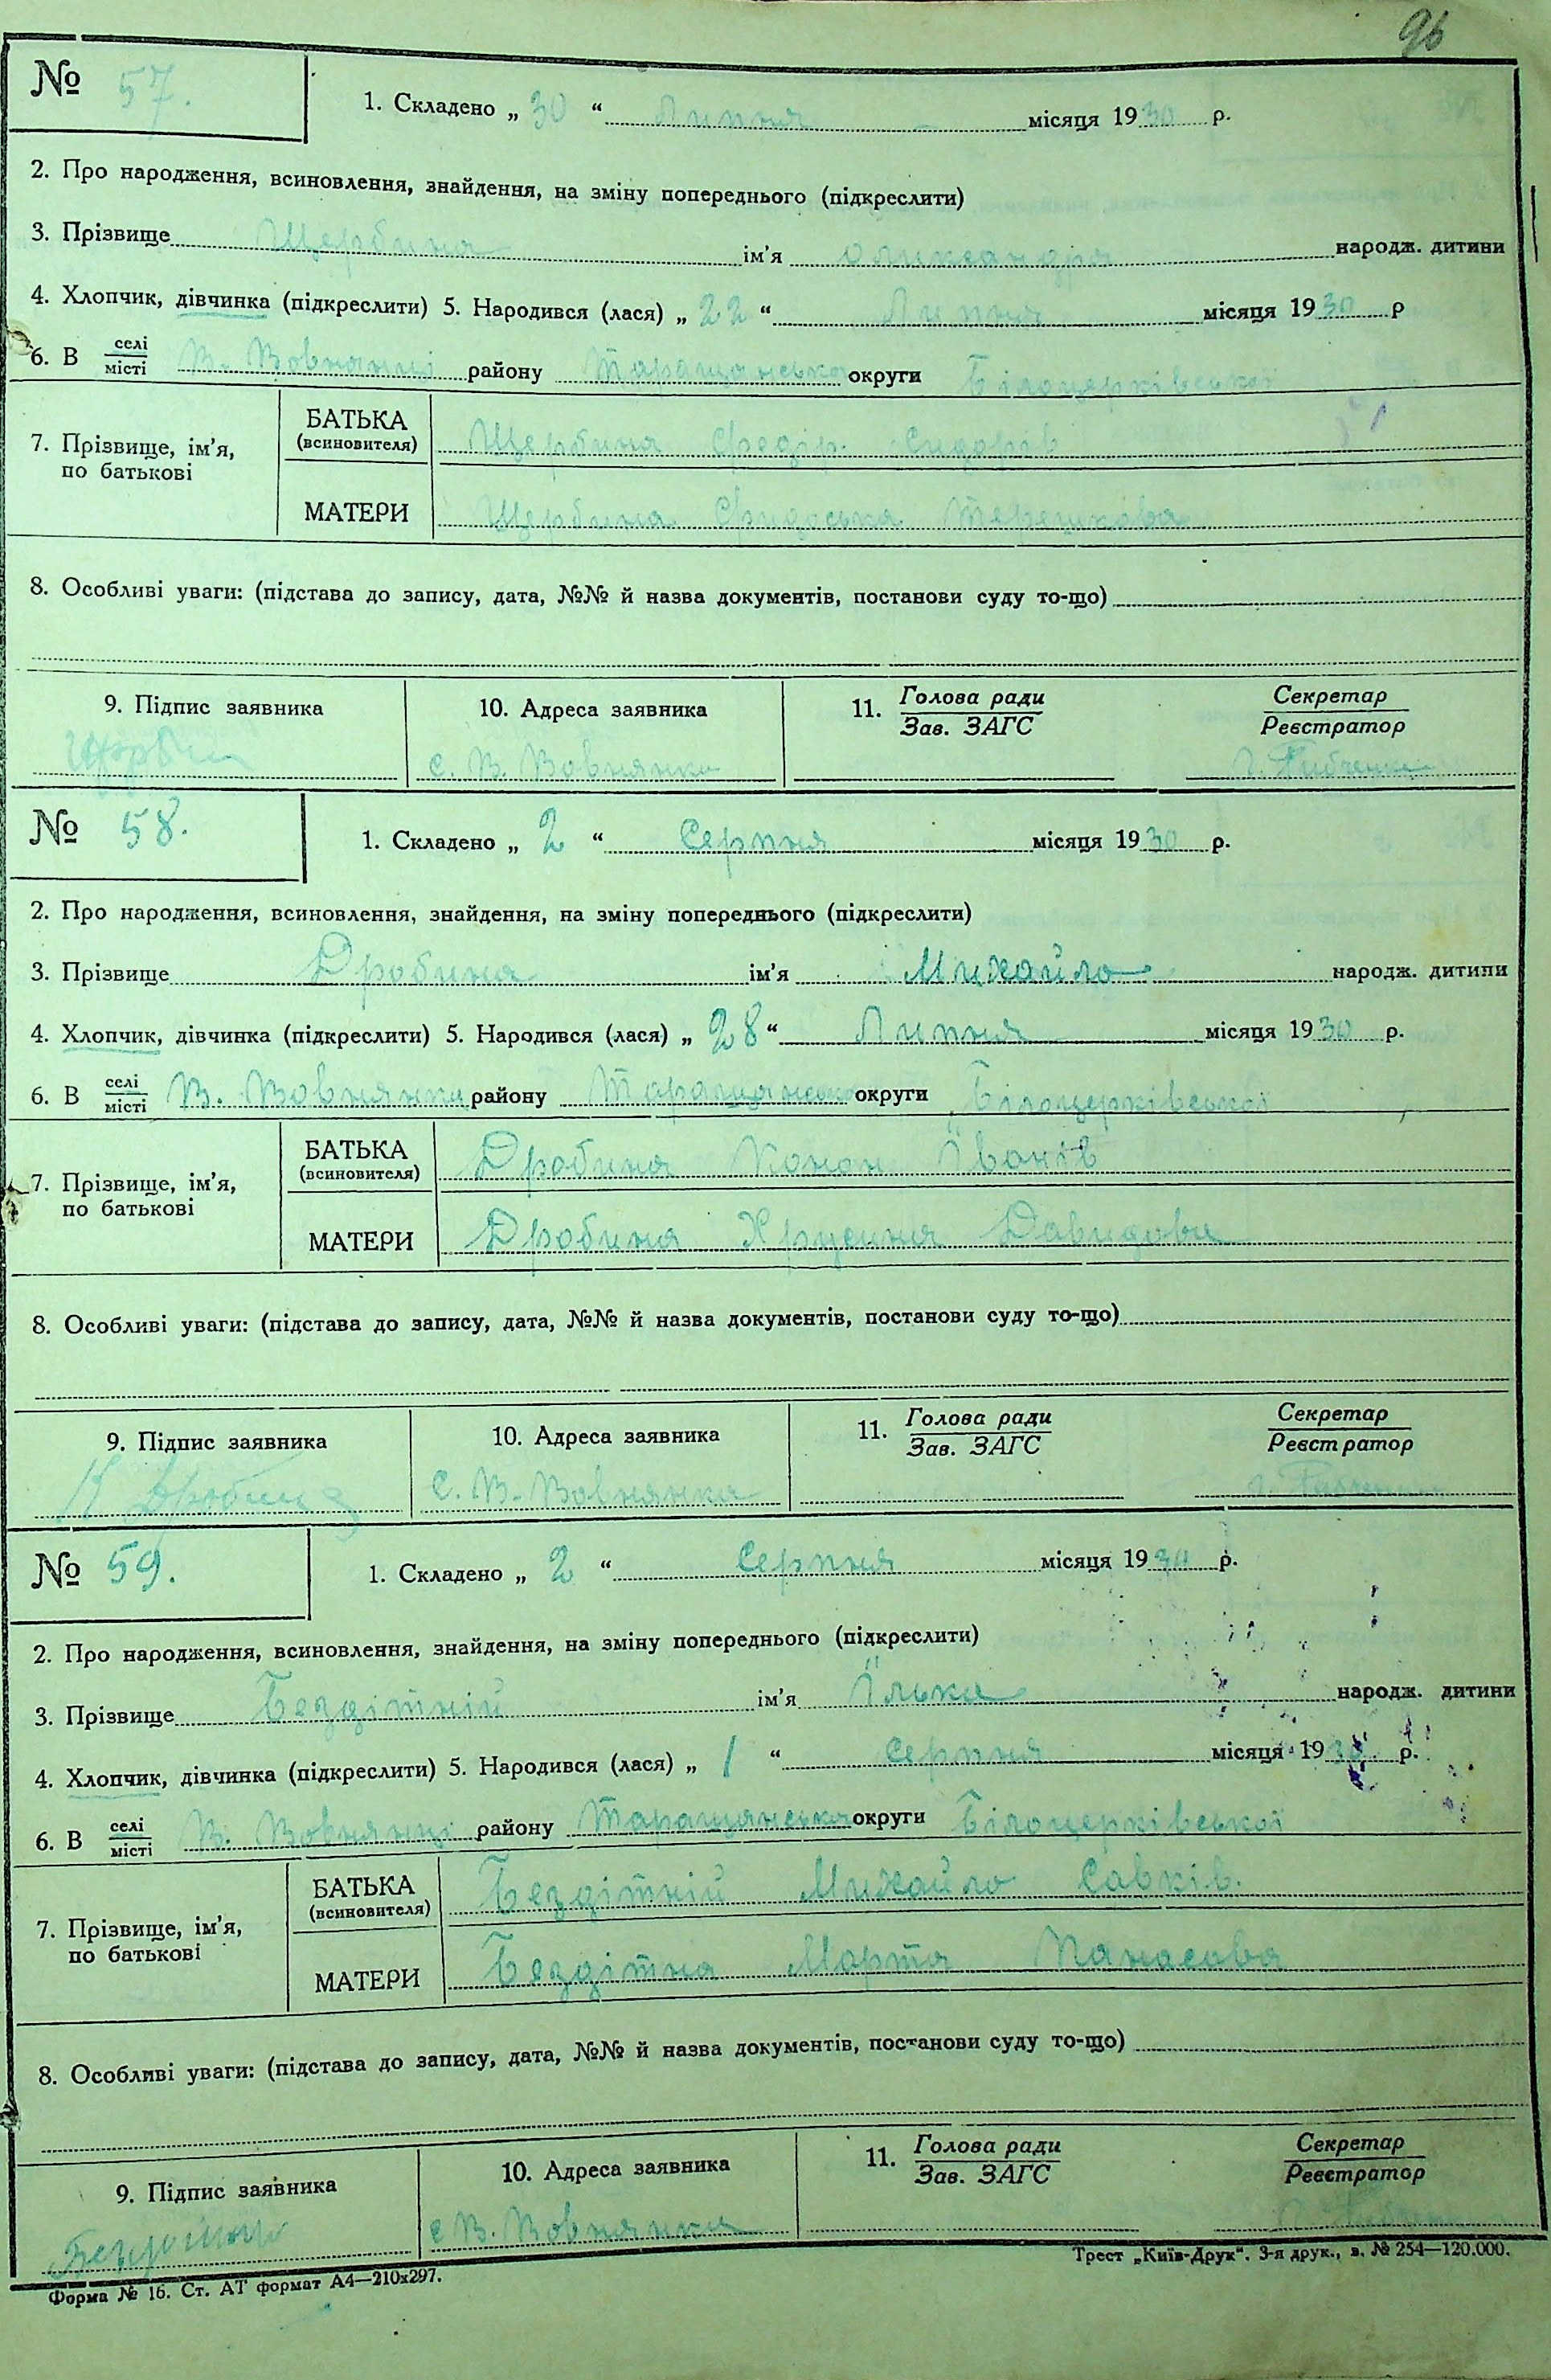 96
№ 57. 1. Складено „ 30 “ Липня місяця 1930 р.
2. Про народження, всиновлення, знайдення, на зміну попереднього (підкреслити)
3. Прізвище Щербина ім’я Олександра народж. дитини
4. Хлопчик, дівчинка (підкреслити) 5. Народився (лася) „ 22 “ Липня місяця 1930 р
6. В селі/місті В. Вовнянці району Таращанська округи Білоцерківської
7. Прізвище, ім’я, по батькові
БАТЬКА (всиновителя) Щербина Федір Сидорів
МАТЕРИ Щербина Терешкова
8. Особливі уваги: (підстава до запису, дата, №№ й назва документів, постанови суду то-що)
9. Підпис заявника 10. Адреса заявника 11. Голова ради/Зав. ЗАГС Секретар/Реєстратор
с. В. Вовнянка
№ 58. 1. Складено „ 2 “ Серпня місяця 1930 р.
2. Про народження, всиновлення, знайдення, на зміну попереднього (підкреслити)
3. Прізвище Дробина ім’я Михайло народж. дитини
4. Хлопчик, дівчинка (підкреслити) 5. Народився (лася) „ 28 “ Липня місяця 1930 р.
6. В селі/місті В. Вовнянка району Таращанська округи Білоцерківської
7. Прізвище, ім’я, по батькові
БАТЬКА (всиновителя) Дробина Конон Іванів
МАТЕРИ Дробина Хрусиня Давидова
8. Особливі уваги: (підстава до запису, дата, №№ й назва документів, постанови суду то-що)
9. Підпис заявника 10. Адреса заявника 11. Голова ради/Зав. ЗАГС Секретар/Реєстратор
К Дробина с. В. Вовнянка
№ 59. 1. Складено „ 2 “ Серпня місяця 1930 р.
2. Про народження, всиновлення, знайдення, на зміну попереднього (підкреслити)
3. Прізвище Бездітній ім’я Ілько народж. дитини
4. Хлопчик, дівчинка (підкреслити) 5. Народився (лася) „ 1 “ Серпня місяця 1930 р.
6. В селі/місті В. Вовнянці району Таращанська округи Білоцерківської
7. Прізвище, ім’я, по батькові
БАТЬКА (всиновителя) Бездітній Михайло Савків.
МАТЕРИ Бездітна Марта Панасова
8. Особливі уваги: (підстава до запису, дата, №№ й назва документів, постанови суду то-що)
9. Підпис заявника 10. Адреса заявника 11. Голова ради/Зав. ЗАГС Секретар/Реєстратор
с В. Вовнянка
Форма № 16. Ст. АТ формат А4—210х297. Трест „Київ-Друк“. 3-я друк., з. № 254—120.000.